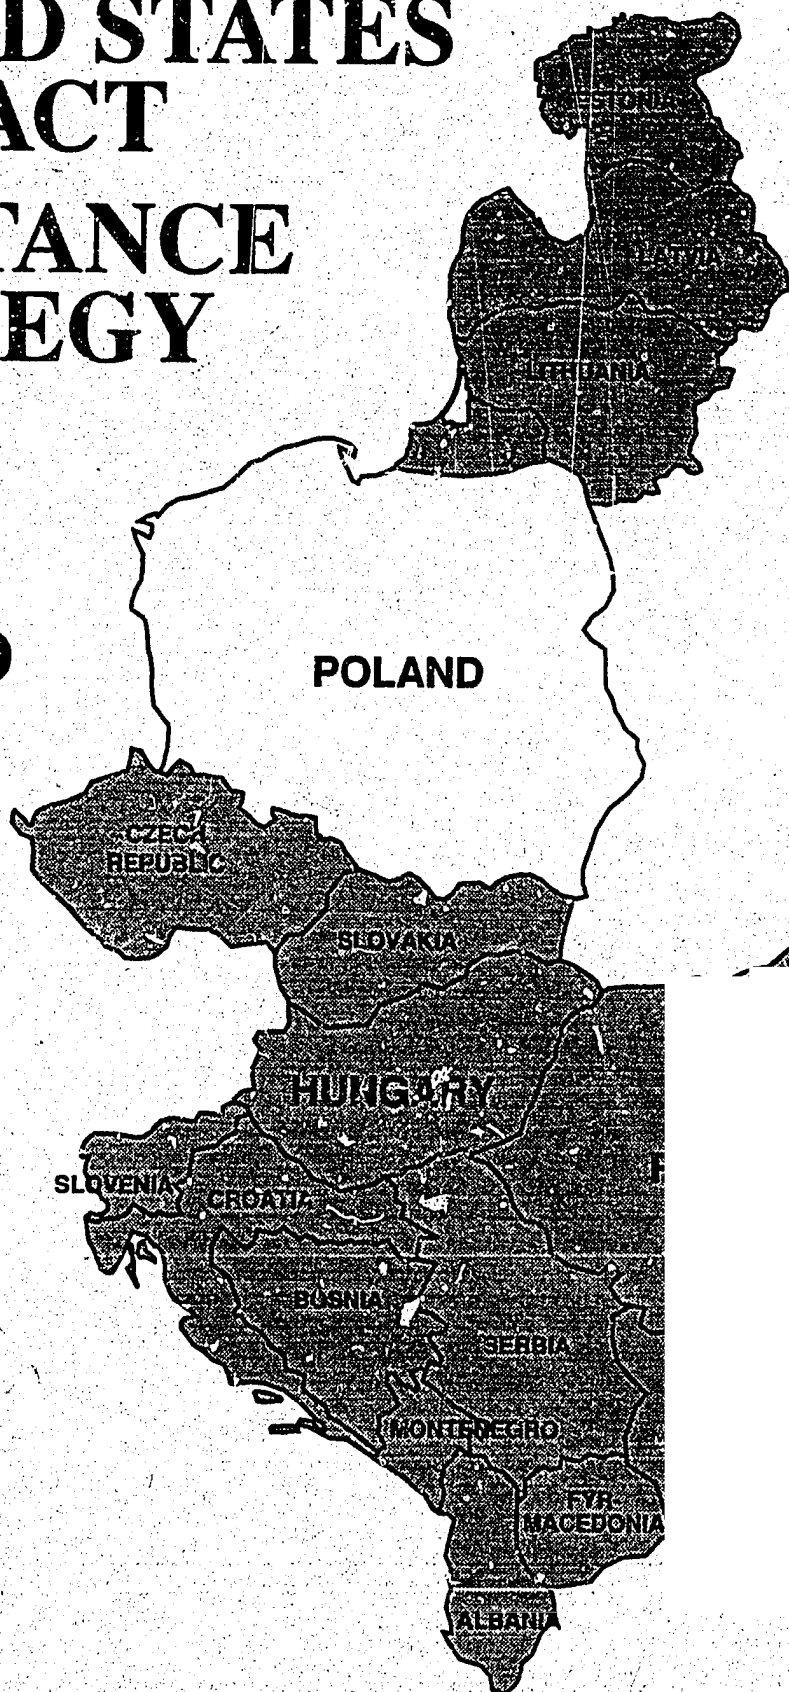 D STATES
ACT
TANCE
EGY
ESTONIA
LATVIA
LITHUANIA
POLAND
CZECH
REPUBLIC
SLOVAKIA
HUNGARY
SLOVENIA
CROATIA
BOSNIA
SERBIA
MONTENEGRO
FYR-
MACEDONIA
ALBANIA